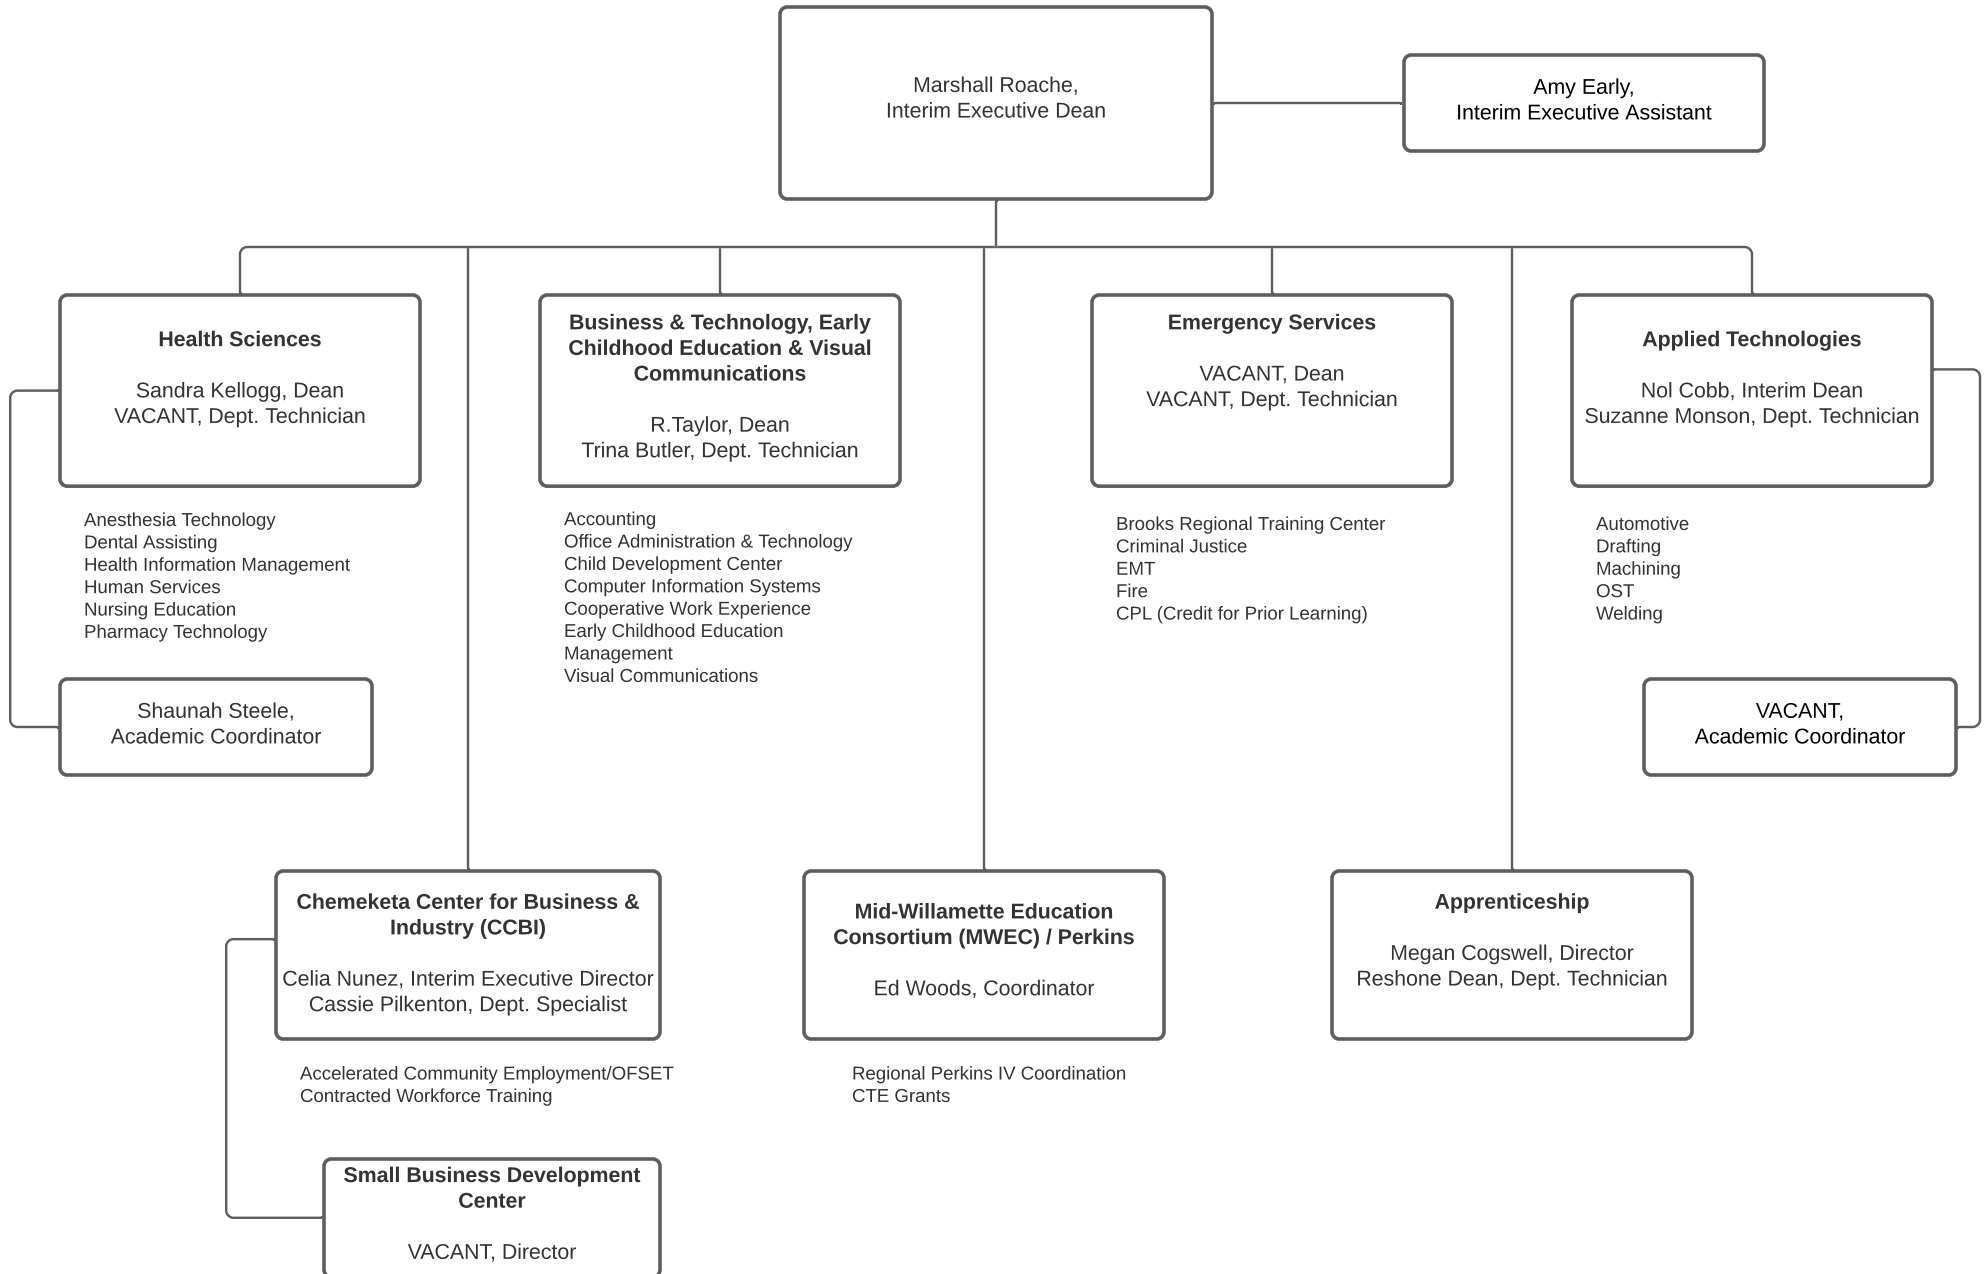 Marshall Roache,
Interim Executive Dean
Amy Early,
Interim Executive Assistant
Health Sciences
Sandra Kellogg, Dean
VACANT, Dept. Technician
Business & Technology, Early
Childhood Education & Visual
Communications
R.Taylor, Dean
Trina Butler, Dept. Technician
Emergency Services
VACANT, Dean
VACANT, Dept. Technician
Applied Technologies
Nol Cobb, Interim Dean
Suzanne Monson, Dept. Technician
Anesthesia Technology
Dental Assisting
Health Information Management
Human Services
Nursing Education
Pharmacy Technology
Accounting
Office Administration & Technology
Child Development Center
Computer Information Systems
Cooperative Work Experience
Early Childhood Education
Management
Visual Communications
Brooks Regional Training Center
Criminal Justice
EMT
Fire
CPL (Credit for Prior Learning)
Automotive
Drafting
Machining
OST
Welding
Shaunah Steele,
Academic Coordinator
VACANT,
Academic Coordinator
Chemeketa Center for Business &
Industry (CCBI)
Celia Nunez, Interim Executive Director
Cassie Pilkenton, Dept. Specialist
Mid-Willamette Education
Consortium (MWEC) / Perkins
Ed Woods, Coordinator
Apprenticeship
Megan Cogswell, Director
Reshone Dean, Dept. Technician
Accelerated Community Employment/OFSET
Contracted Workforce Training
Regional Perkins IV Coordination
CTE Grants
Small Business Development
Center
VACANT, Director